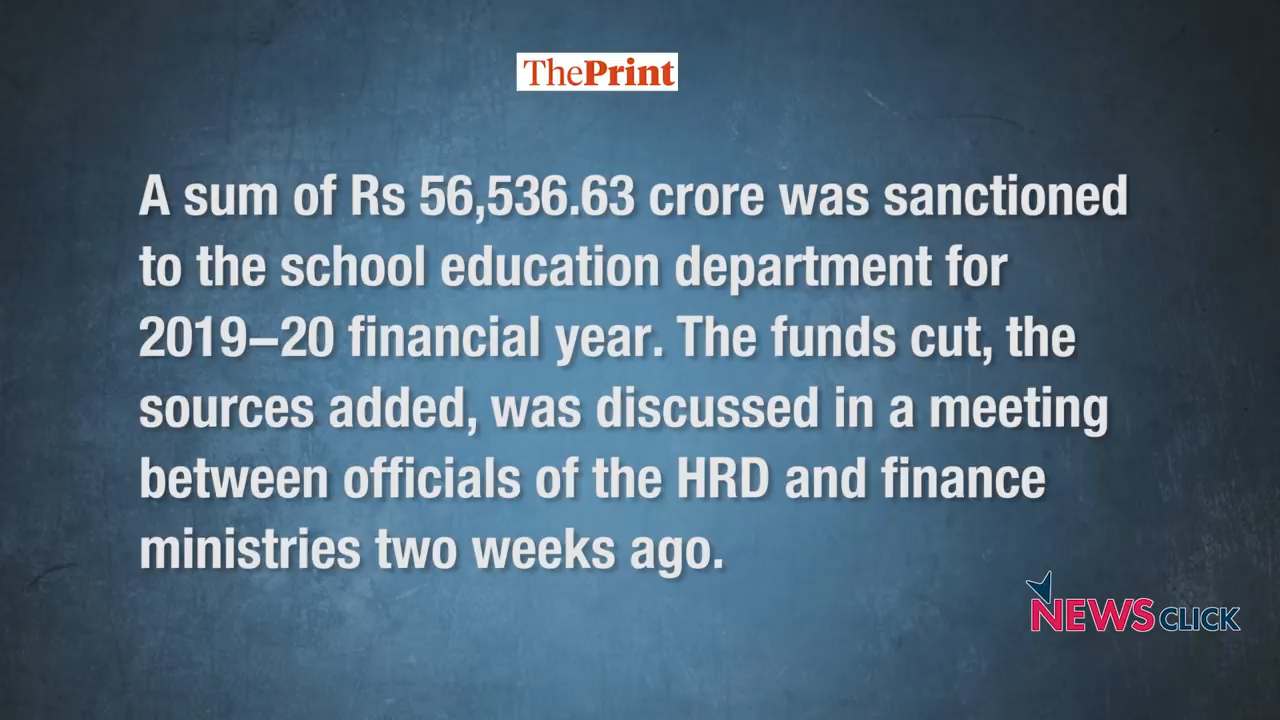 ThePrint
A sum of Rs 56,536.63 crore was sanctioned
to the school education department for
2019–20 financial year. The funds cut, the
sources added, was discussed in a meeting
between officials of the HRD and finance
ministries two weeks ago.
NEWSCLICK